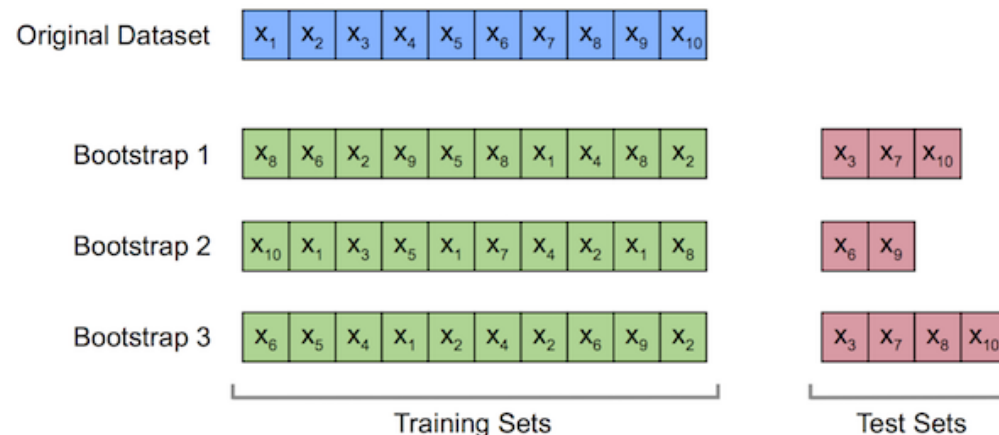 Original Dataset x₁ x₂ x₃ x₄ x₅ x₆ x₇ x₈ x₉ x₁₀
Bootstrap 1 x₈ x₆ x₂ x₉ x₅ x₈ x₁ x₄ x₈ x₂ x₃ x₇ x₁₀
Bootstrap 2 x₁₀ x₁ x₃ x₅ x₁ x₇ x₄ x₂ x₁ x₈ x₆ x₉
Bootstrap 3 x₆ x₅ x₄ x₁ x₂ x₄ x₂ x₆ x₉ x₂ x₃ x₇ x₈ x₁₀
Training Sets Test Sets